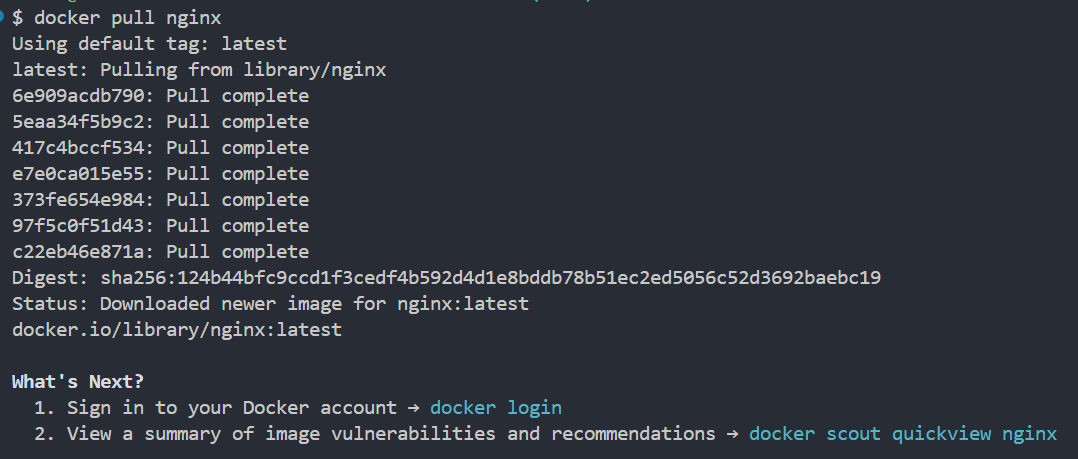 $ docker pull nginx
Using default tag: latest
latest: Pulling from library/nginx
6e909acdb790: Pull complete
5eaa34f5b9c2: Pull complete
417c4bccf534: Pull complete
e7e0ca015e55: Pull complete
373fe654e984: Pull complete
97f5c0f51d43: Pull complete
c22eb46e871a: Pull complete
Digest: sha256:124b44bfc9ccd1f3cedf4b592d4d1e8bddb78b51ec2ed5056c52d3692baebc19
Status: Downloaded newer image for nginx:latest
docker.io/library/nginx:latest
What's Next?
1. Sign in to your Docker account → docker login
2. View a summary of image vulnerabilities and recommendations → docker scout quickview nginx